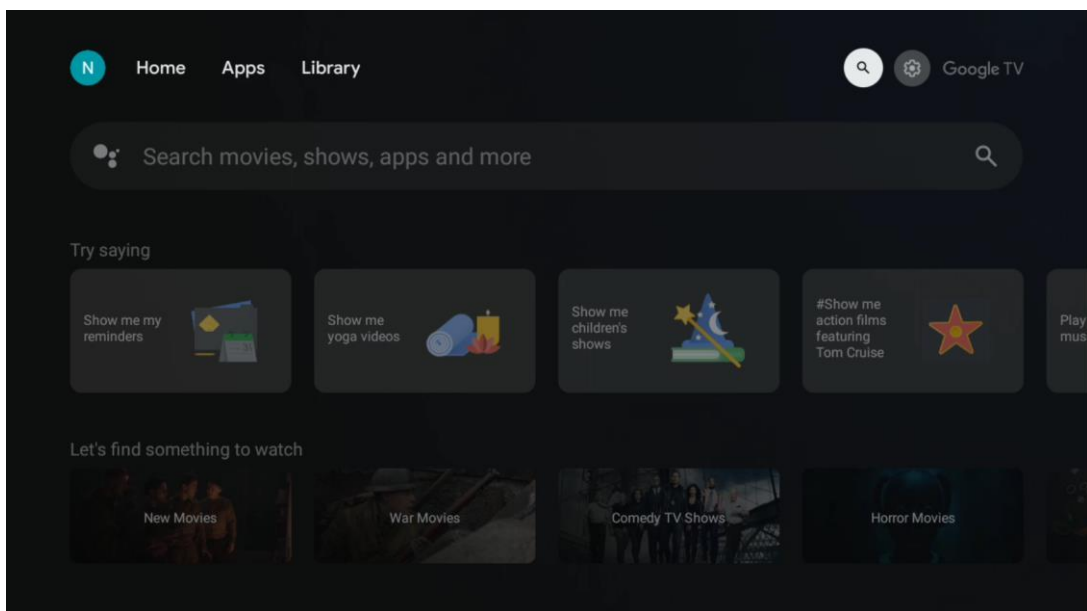 N Home Apps Library Google TV
Search movies, shows, apps and more
Try saying
Show me my
reminders
Show me
yoga videos
Show me
children's
shows
#Show me
action films
featuring
Tom Cruise
Play
mus
Let's find something to watch
New Movies
War Movies
Comedy TV Shows
Horror Movies